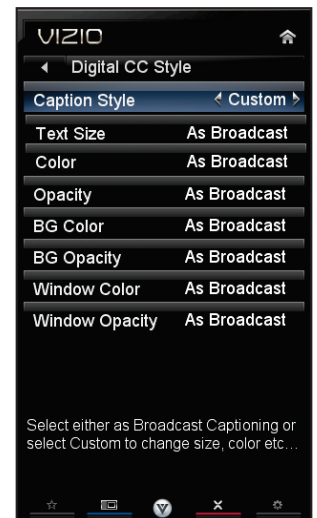 VIZIO
Digital CC Style
Caption Style Custom
Text Size As Broadcast
Color As Broadcast
Opacity As Broadcast
BG Color As Broadcast
BG Opacity As Broadcast
Window Color As Broadcast
Window Opacity As Broadcast
Select either as Broadcast Captioning or
select Custom to change size, color etc...
V